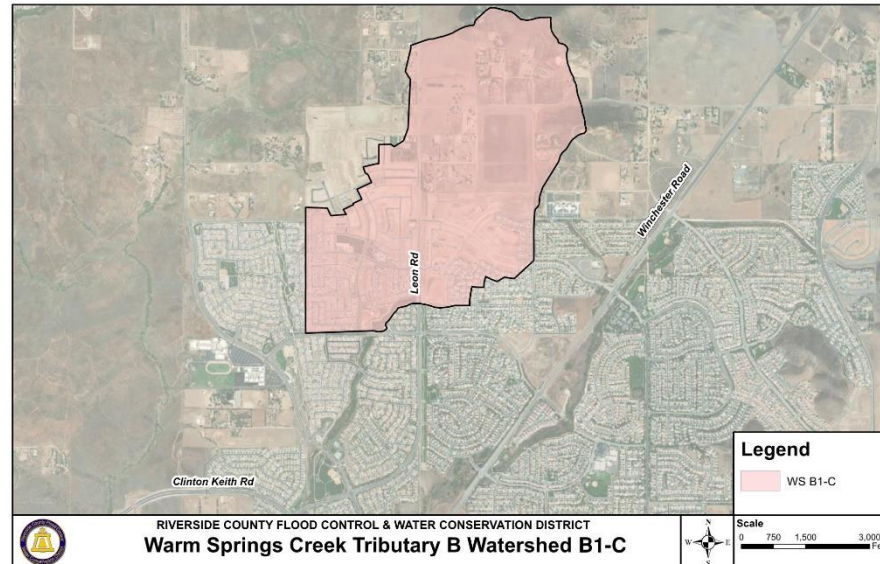 Winchester Road
Leon Rd
Clinton Keith Rd
Legend
WS B1-C
RIVERSIDE COUNTY FLOOD CONTROL & WATER CONSERVATION DISTRICT
Warm Springs Creek Tributary B Watershed B1-C
N
W E
S
Scale
0 750 1,500 3,000
Fe